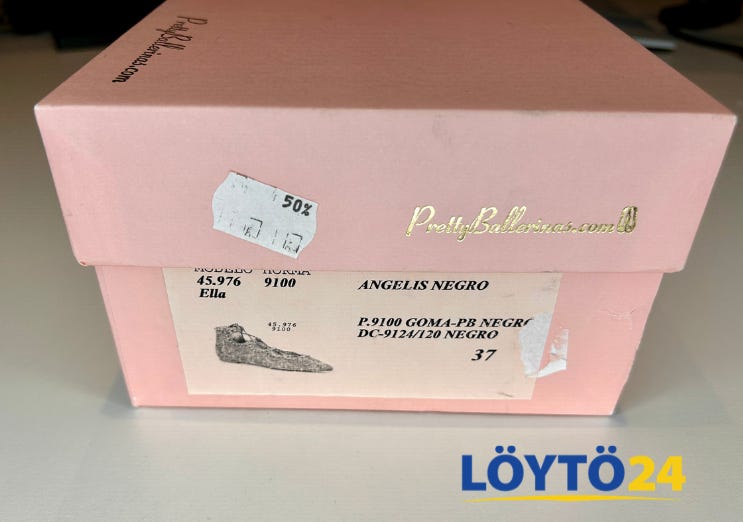 PrettyBallerinas.com
50%
PrettyBallerinas.com
MODELO HORMA
45.976 9100 ANGELIS NEGRO
Ella
45.976
9100
P.9100 GOMA-PB NEGRO
DC-9124/120 NEGRO
37
LÖYTÖ24